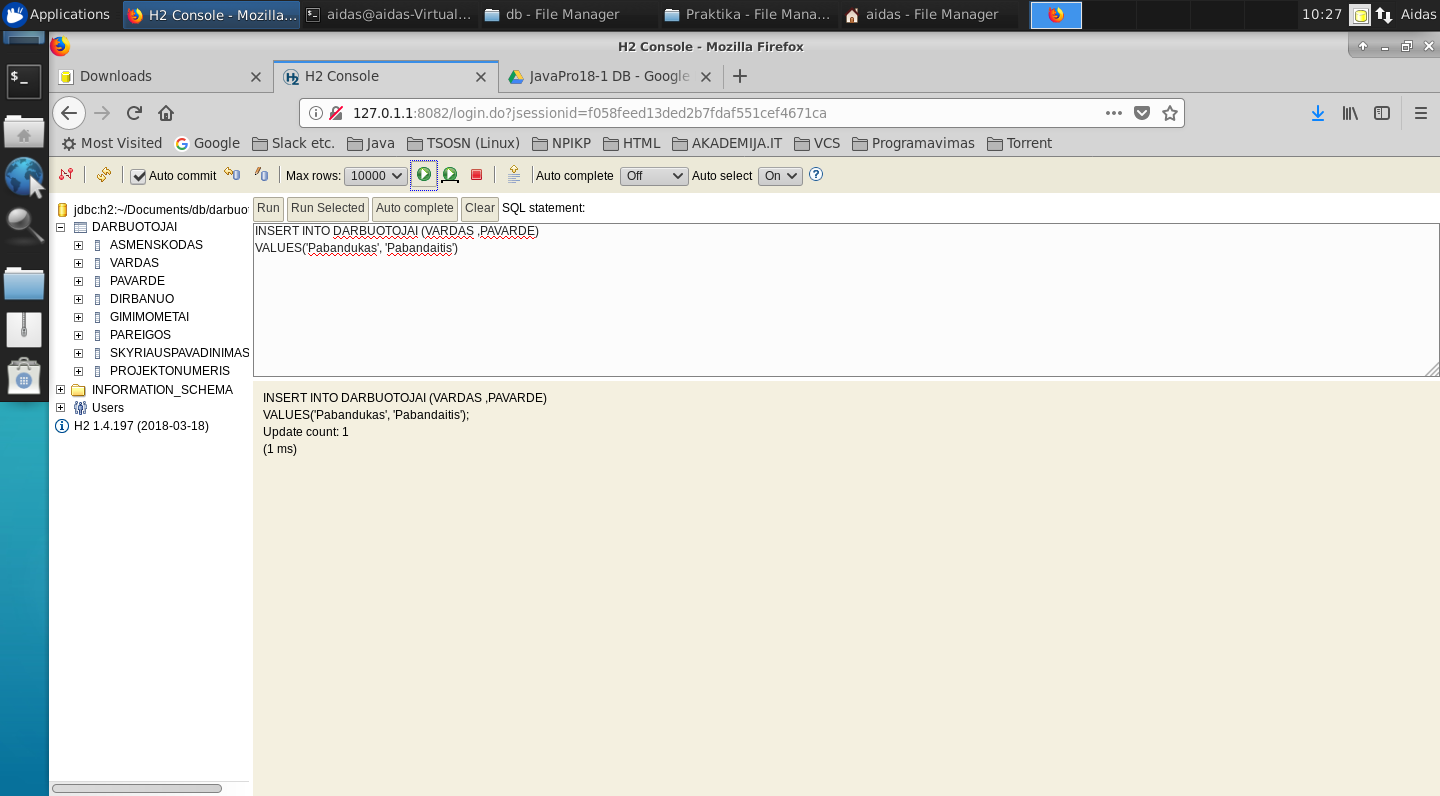 Applications
H2 Console - Mozilla...
aidas@aidas-Virtual...
db - File Manager
Praktika - File Mana...
aidas - File Manager
10:27
Aidas
H2 Console - Mozilla Firefox
Downloads
H2 Console
JavaPro18-1 DB - Google
127.0.1.1:8082/login.do?jsessionid=f058feed13ded2b7fdaf551cef4671ca
Most Visited
Google
Slack etc.
Java
TSOSN (Linux)
NPIKP
HTML
AKADEMIJA.IT
VCS
Programavimas
Torrent
Auto commit
Max rows:
10000
Auto complete
Off
Auto select
On
jdbc:h2:~/Documents/db/darbuot
DARBUOTOJAI
ASMENSKODAS
VARDAS
PAVARDE
DIRBANUO
GIMIMOMETAI
PAREIGOS
SKYRIAUSPAVADINIMAS
PROJEKTONUMERIS
INFORMATION_SCHEMA
Users
H2 1.4.197 (2018-03-18)
Run
Run Selected
Auto complete
Clear
SQL statement:
INSERT INTO DARBUOTOJAI (VARDAS ,PAVARDE)
VALUES('Pabandukas', 'Pabandaitis')
INSERT INTO DARBUOTOJAI (VARDAS ,PAVARDE)
VALUES('Pabandukas', 'Pabandaitis');
Update count: 1
(1 ms)